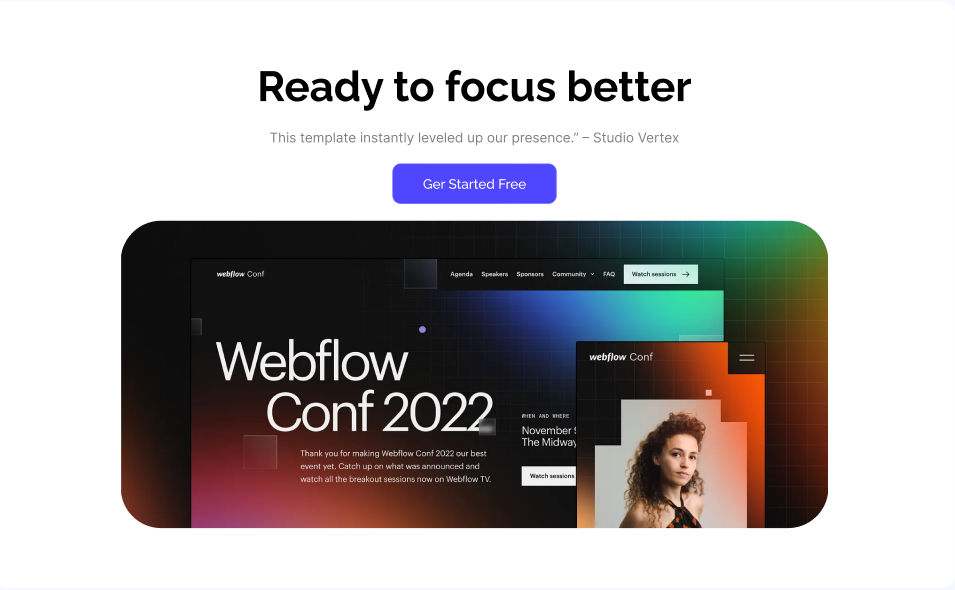 Ready to focus better
This template instantly leveled up our presence.” – Studio Vertex
Ger Started Free
webflow Conf
Agenda Speakers Sponsors Community FAQ Watch sessions
Webflow
Conf 2022
Thank you for making Webflow Conf 2022 our best
event yet. Catch up on what was announced and
watch all the breakout sessions now on Webflow TV.
WHEN AND WHERE
November
The Midway
Watch sessions
webflow Conf